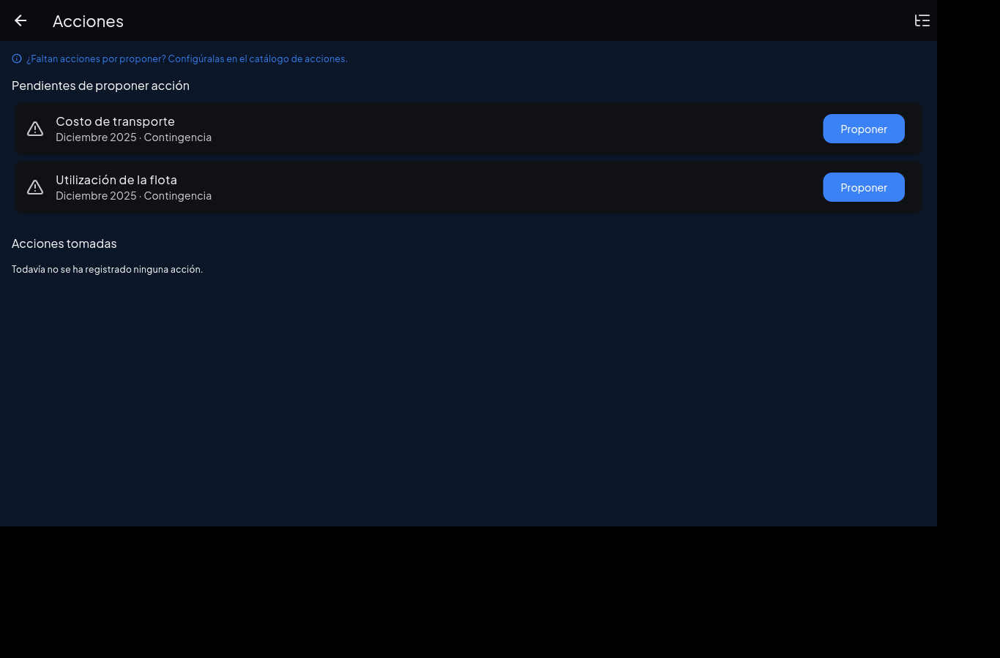 Acciones
¿Faltan acciones por proponer? Configúralas en el catálogo de acciones.
Pendientes de proponer acción
Costo de transporte
Diciembre 2025 · Contingencia
Proponer
Utilización de la flota
Diciembre 2025 · Contingencia
Proponer
Acciones tomadas
Todavía no se ha registrado ninguna acción.